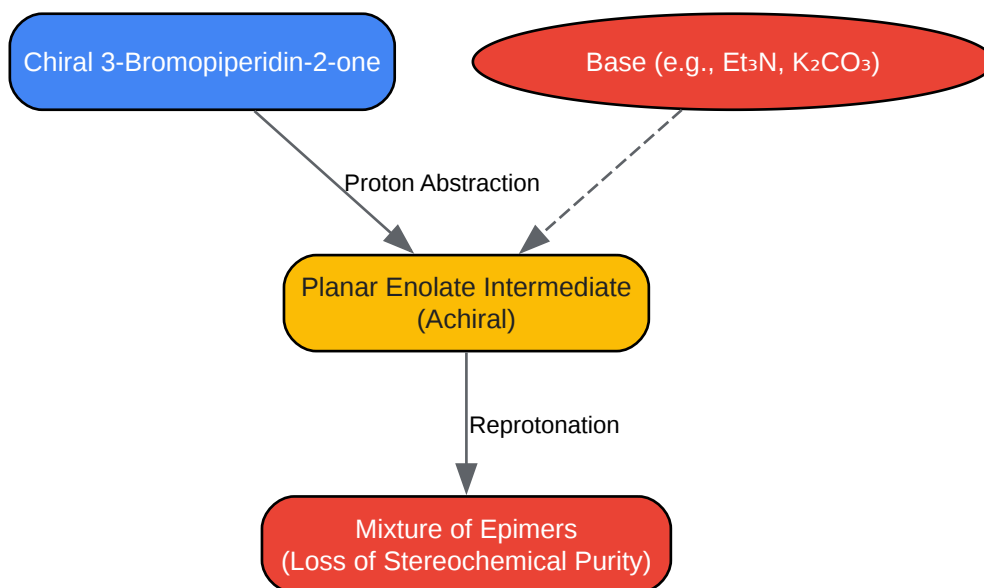 Chiral 3-Bromopiperidin-2-one
Base (e.g., Et₃N, K₂CO₃)
Proton Abstraction
Planar Enolate Intermediate
(Achiral)
Reprotonation
Mixture of Epimers
(Loss of Stereochemical Purity)